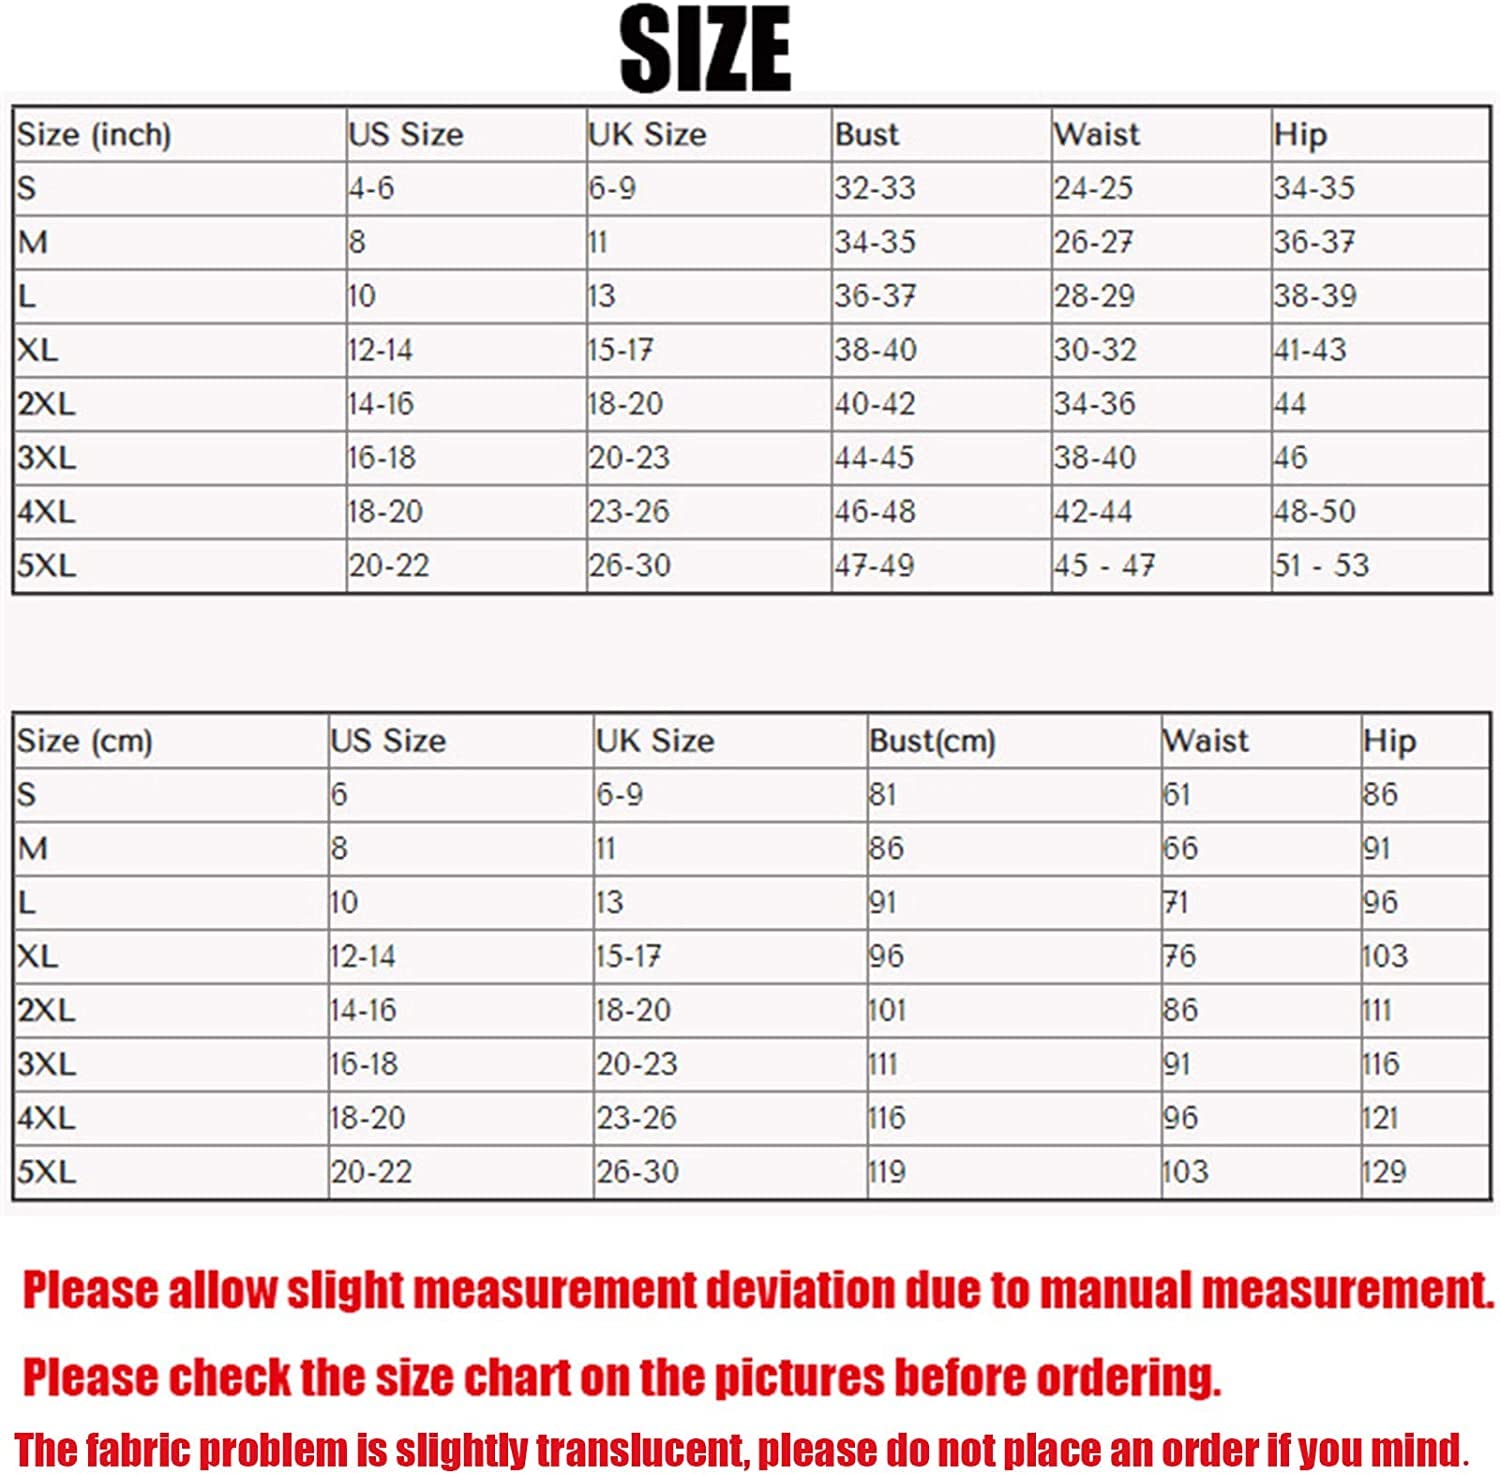 SIZE
Size (inch) US Size UK Size Bust Waist Hip
S 4-6 6-9 32-33 24-25 34-35
M 8 11 34-35 26-27 36-37
L 10 13 36-37 28-29 38-39
XL 12-14 15-17 38-40 30-32 41-43
2XL 14-16 18-20 40-42 34-36 44
3XL 16-18 20-23 44-45 38-40 46
4XL 18-20 23-26 46-48 42-44 48-50
5XL 20-22 26-30 47-49 45 - 47 51 - 53
Size (cm) US Size UK Size Bust(cm) Waist Hip
S 6 6-9 81 61 86
M 8 11 86 66 91
L 10 13 91 71 96
XL 12-14 15-17 96 76 103
2XL 14-16 18-20 101 86 111
3XL 16-18 20-23 111 91 116
4XL 18-20 23-26 116 96 121
5XL 20-22 26-30 119 103 129
Please allow slight measurement deviation due to manual measurement.
Please check the size chart on the pictures before ordering.
The fabric problem is slightly translucent, please do not place an order if you mind.